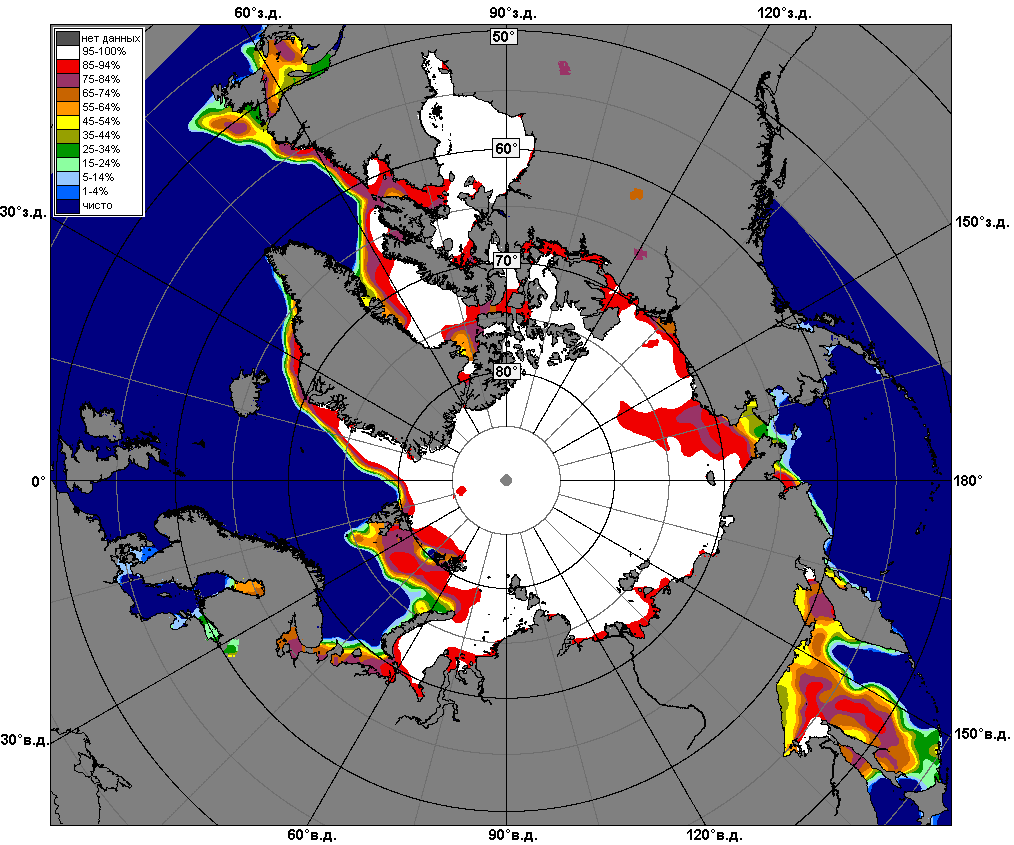 60°з.д.
90°з.д.
120°з.д.
нет данных
95-100%
85-94%
75-84%
65-74%
55-64%
45-54%
35-44%
25-34%
15-24%
5-14%
1-4%
чисто
50°
60°
70°
80°
30°з.д.
150°з.д.
0°
180°
30°в.д.
150°в.д.
60°в.д.
90°в.д.
120°в.д.